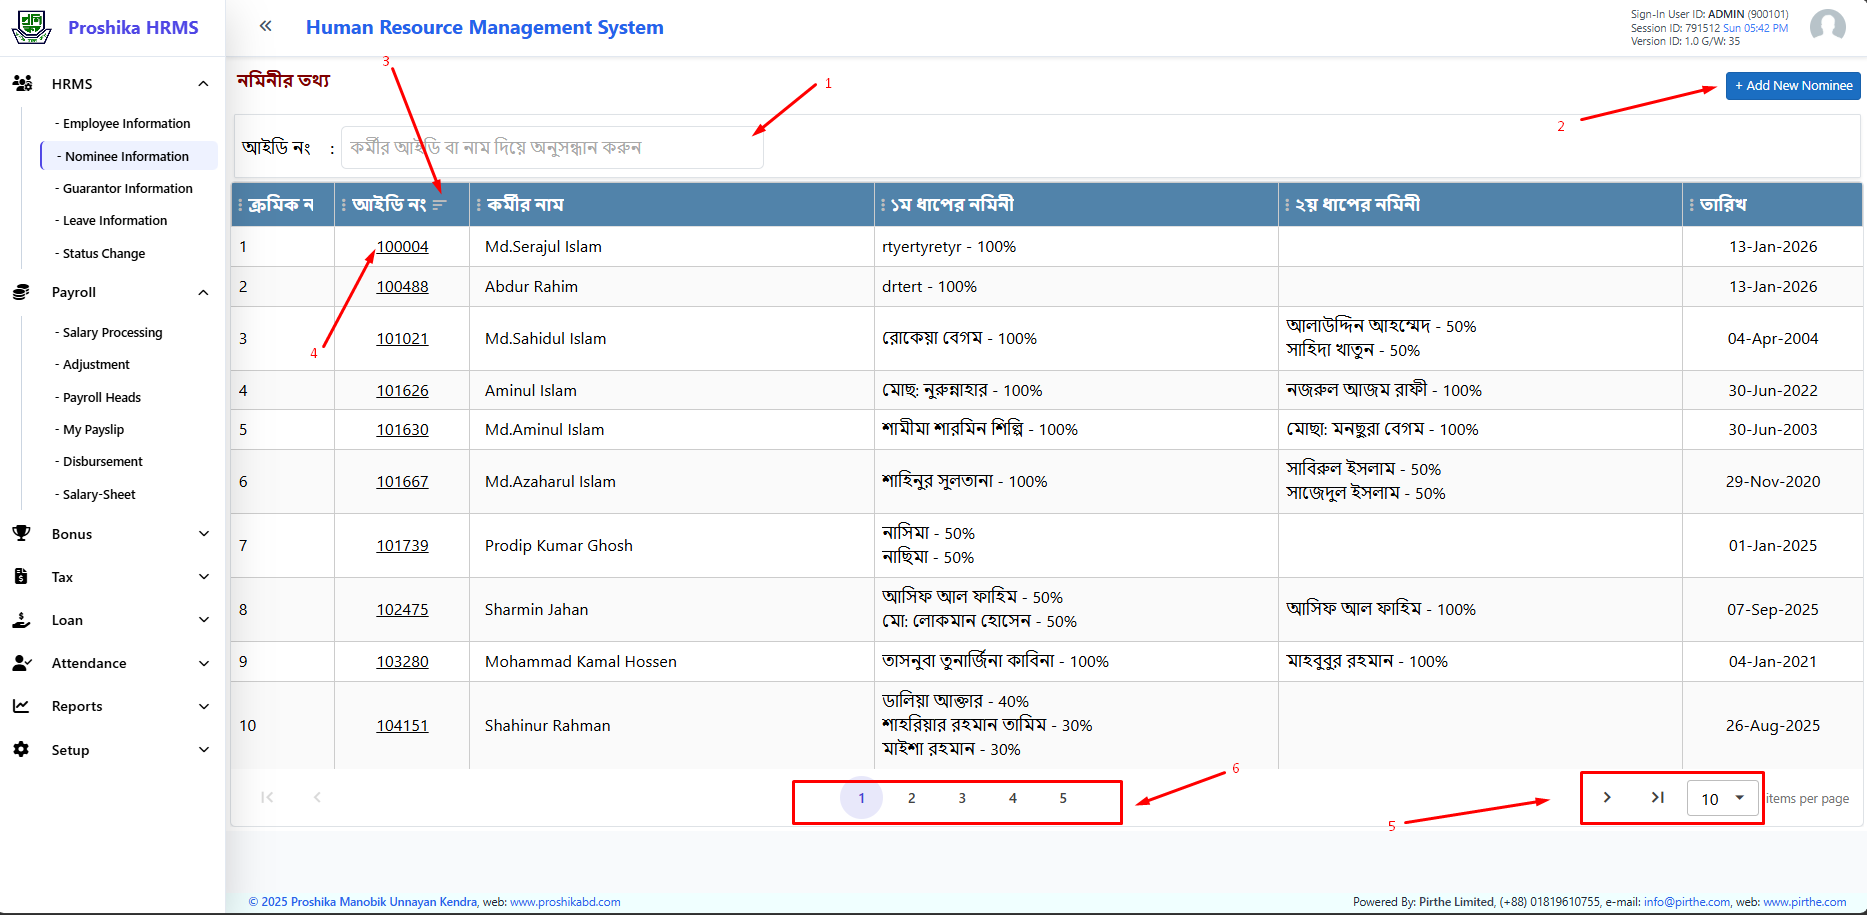 Proshika HRMS
Human Resource Management System
Sign-In User ID: ADMIN (900101)
Session ID: 791512 Sun 05:42 PM
Version ID: 1.0 G/W: 35
HRMS
- Employee Information
- Nominee Information
- Guarantor Information
- Leave Information
- Status Change
Payroll
- Salary Processing
- Adjustment
- Payroll Heads
- My Payslip
- Disbursement
- Salary-Sheet
Bonus
Tax
Loan
Attendance
Reports
Setup
3
নমিনীর তথ্য
1
+ Add New Nominee
2
আইডি নং : কর্মীর আইডি বা নাম দিয়ে অনুসন্ধান করুন
ক্রমিক ন আইডি নং কর্মীর নাম ১ম ধাপের নমিনী ২য় ধাপের নমিনী তারিখ
1 100004 Md.Serajul Islam rtyertyretyr - 100% 13-Jan-2026
2 100488 Abdur Rahim drtert - 100% 13-Jan-2026
4
3 101021 Md.Sahidul Islam রোকেয়া বেগম - 100% আলাউদ্দিন আহম্মেদ - 50% 04-Apr-2004
সাহিদা খাতুন - 50%
4 101626 Aminul Islam মোছ: নুরুন্নাহার - 100% নজরুল আজম রাফী - 100% 30-Jun-2022
5 101630 Md.Aminul Islam শামীমা শারমিন শিল্পি - 100% মোছা: মনছুরা বেগম - 100% 30-Jun-2003
6 101667 Md.Azaharul Islam শাহিনুর সুলতানা - 100% সাবিরুল ইসলাম - 50% 29-Nov-2020
সাজেদুল ইসলাম - 50%
7 101739 Prodip Kumar Ghosh নাসিমা - 50% 01-Jan-2025
নাছিমা - 50%
8 102475 Sharmin Jahan আসিফ আল ফাহিম - 50% আসিফ আল ফাহিম - 100% 07-Sep-2025
মো: লোকমান হোসেন - 50%
9 103280 Mohammad Kamal Hossen তাসনুবা তুনার্জিনা কাবিনা - 100% মাহবুবুর রহমান - 100% 04-Jan-2021
10 104151 Shahinur Rahman ডালিয়া আক্তার - 40% 26-Aug-2025
শাহরিয়ার রহমান তামিম - 30%
মাইশা রহমান - 30%
6
1 2 3 4 5
10 items per page
5
© 2025 Proshika Manobik Unnayan Kendra, web: www.proshikabd.com
Powered By: Pirthe Limited, (+88) 01819610755, e-mail: info@pirthe.com, web: www.pirthe.com